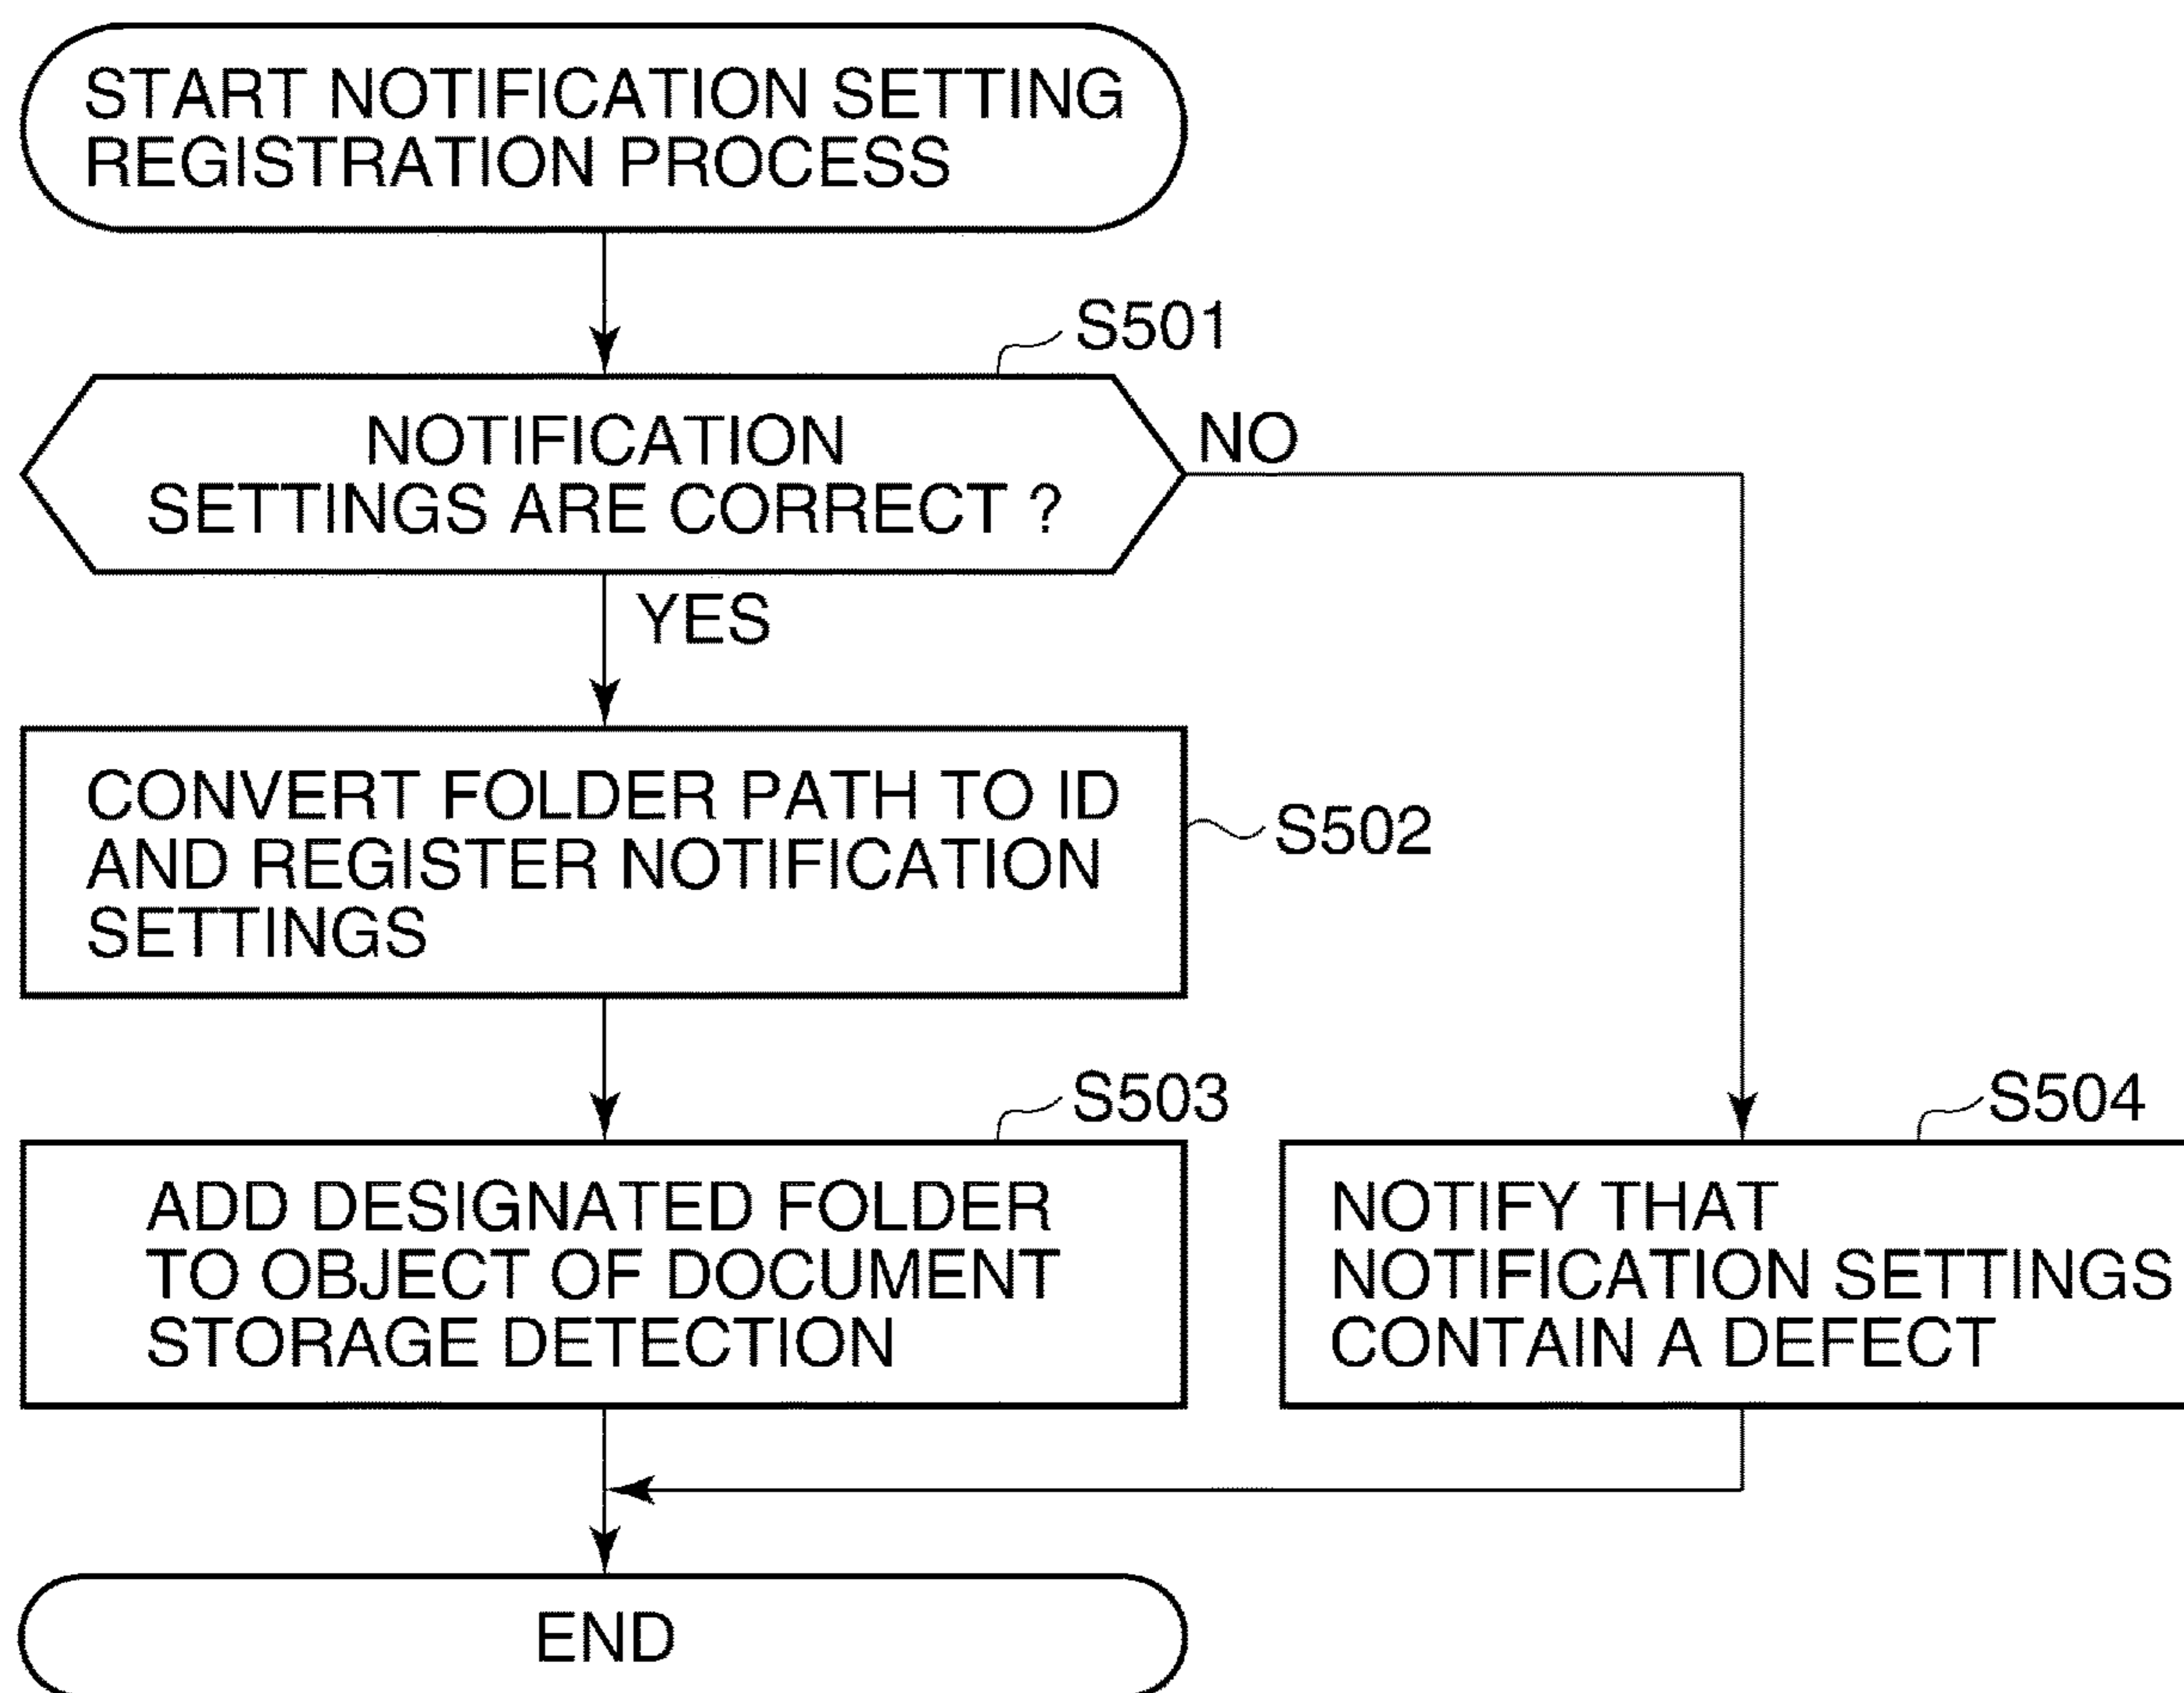 START NOTIFICATION SETTING
REGISTRATION PROCESS
S501
NOTIFICATION
SETTINGS ARE CORRECT ?
NO
YES
CONVERT FOLDER PATH TO ID
AND REGISTER NOTIFICATION
SETTINGS
S502
S503
ADD DESIGNATED FOLDER
TO OBJECT OF DOCUMENT
STORAGE DETECTION
S504
NOTIFY THAT
NOTIFICATION SETTINGS
CONTAIN A DEFECT
END